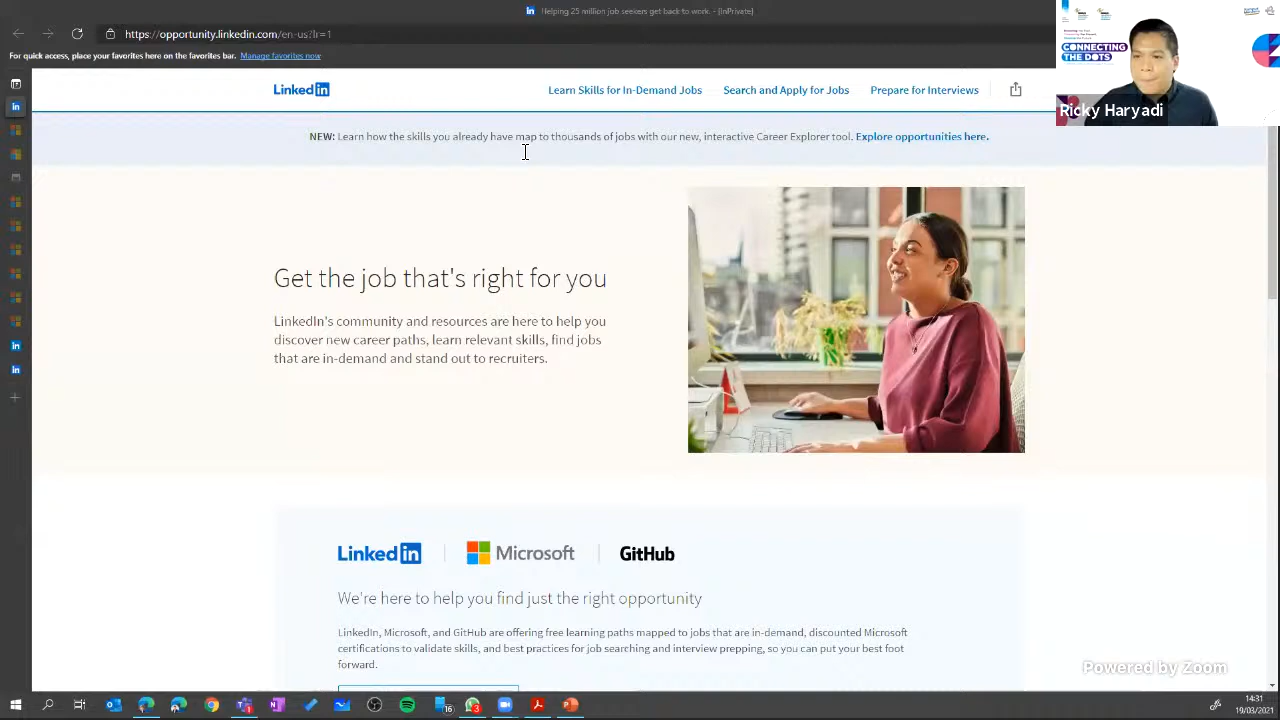 Helping 25 million job seekers get back to work. - [InPrivate]
https://opportunity.linkedin.com/?lr=1
For quick access, place your favorites here on the favorites bar. Manage favorites now
CONNECTING
THE DOTS
Ricky Haryadi
LinkedIn
Learn Skills for In-Demand Jobs
Search and Apply for Jobs
Prepare for Interviews
NEW: Learn how the skills you already have map to thousands of jobs with our new, interactive Career Explorer tool. Explore opportunities here.
Get the job that's right for you
LinkedIn's community and resources are here to help you
discover new career paths, learn relevant skills, find jobs
that are in-demand and stand out to recruiters.
LinkedIn
Microsoft
GitHub
We're here to help you find just the right opportunity
LinkedIn, Microsoft, and GitHub are offering free learning paths mapped to jobs that are in-demand, discounted Microsoft
certifications to validate skills, and best practices for job searching and interview prepping, so you can put your best foot
forward.
Powered by Zoom
16
3
14:31
19/03/2021